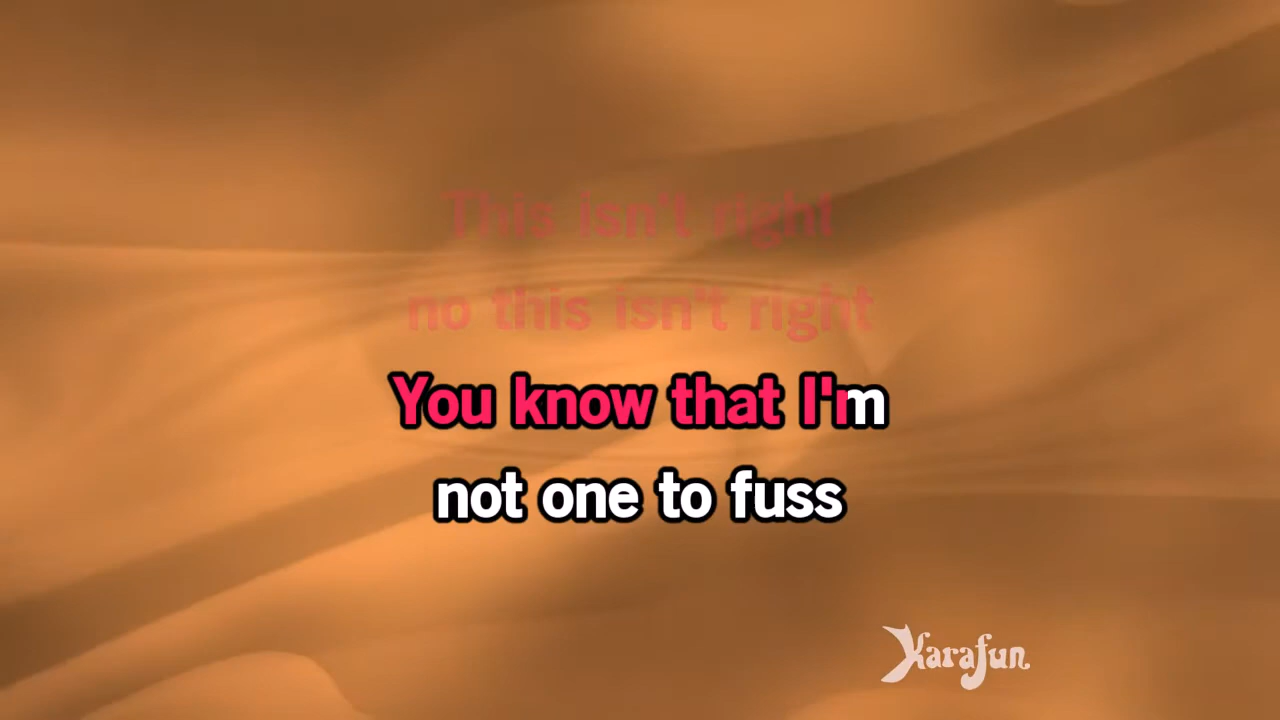 This isn't right
no this isn't right
You know that I'm
not one to fuss
Karafun